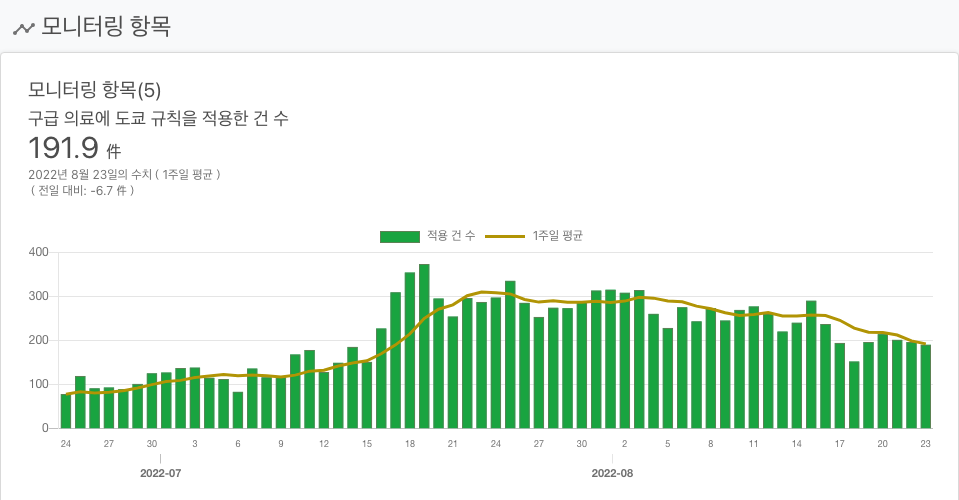 모니터링 항목
모니터링 항목(5)
구급 의료에 도쿄 규칙을 적용한 건 수
191.9 件
2022년 8월 23일의 수치 ( 1주일 평균 )
( 전일 대비: -6.7 件 )
적용 건 수 1주일 평균
400
300
200
100
0
24 27 30 3 6 9 12 15 18 21 24 27 30 2 5 8 11 14 17 20 23
2022-07 2022-08